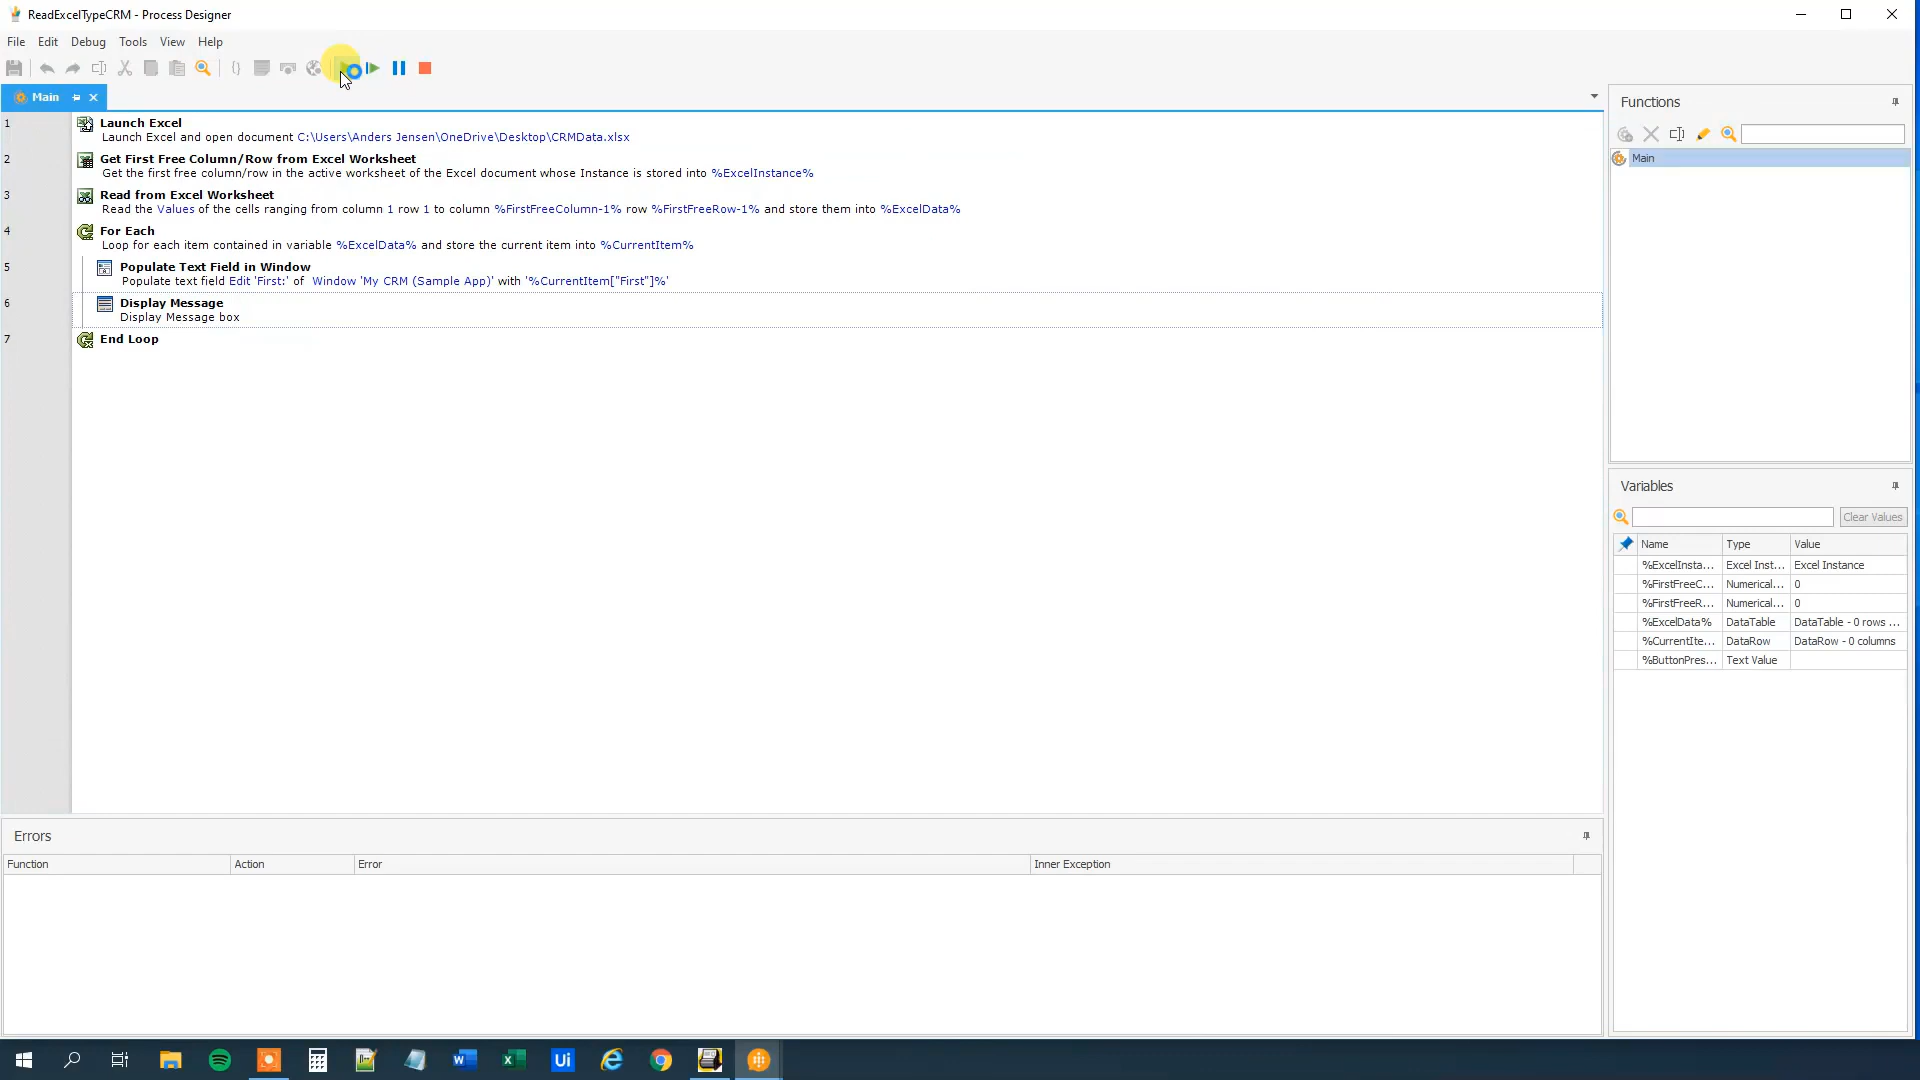 ReadExcelTypeCRM - Process Designer
File Edit Debug Tools View Help
Main
1 Launch Excel
Launch Excel and open document C:\Users\Anders Jensen\OneDrive\Desktop\CRMData.xlsx
2 Get First Free Column/Row from Excel Worksheet
Get the first free column/row in the active worksheet of the Excel document whose Instance is stored into %ExcelInstance%
3 Read from Excel Worksheet
Read the Values of the cells ranging from column 1 row 1 to column %FirstFreeColumn-1% row %FirstFreeRow-1% and store them into %ExcelData%
4 For Each
Loop for each item contained in variable %ExcelData% and store the current item into %CurrentItem%
5 Populate Text Field in Window
Populate text field Edit 'First:' of Window 'My CRM (Sample App)' with '%CurrentItem["First"]%'
6 Display Message
Display Message box
7 End Loop
Functions
Main
Variables
Clear Values
Name Type Value
%ExcelInsta... Excel Inst... Excel Instance
%FirstFreeC... Numerical... 0
%FirstFreeR... Numerical... 0
%ExcelData% DataTable DataTable - 0 rows ...
%CurrentIte... DataRow DataRow - 0 columns
%ButtonPres... Text Value
Errors
Function Action Error Inner Exception
Ui